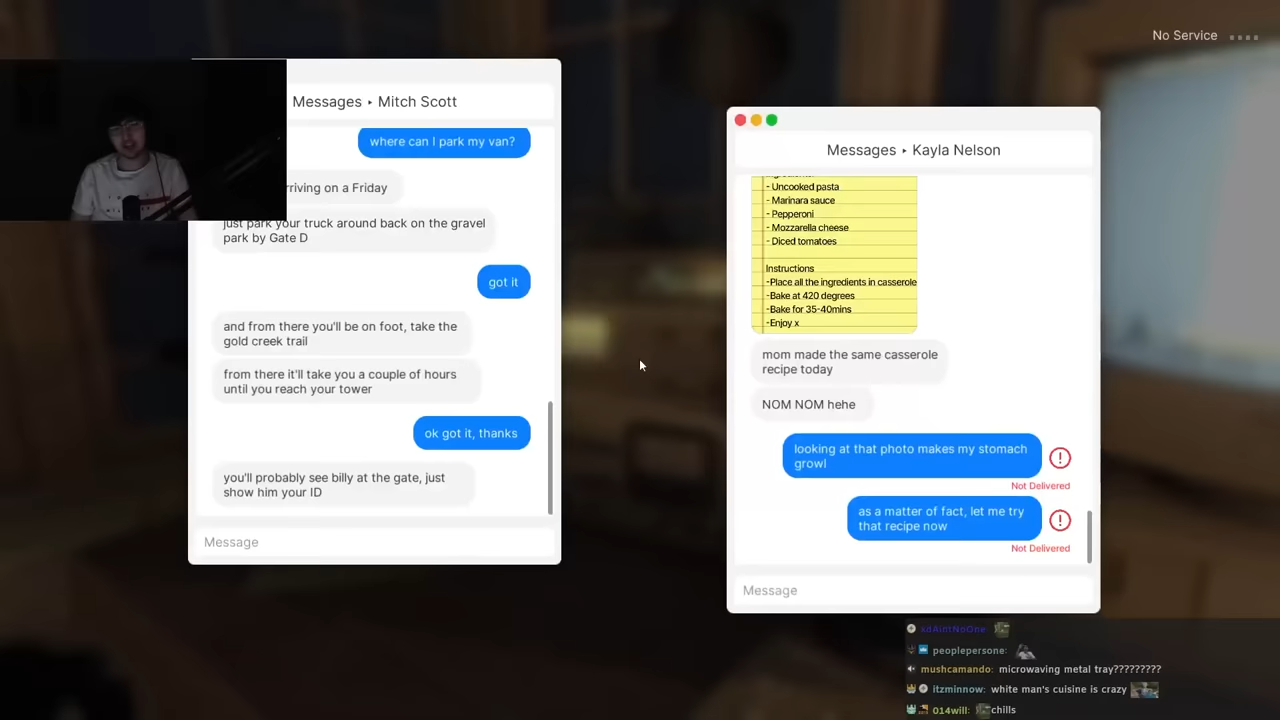 No Service
Messages ▸ Mitch Scott
where can I park my van?
rriving on a Friday
just park your truck around back on the gravel
park by Gate D
got it
and from there you'll be on foot, take the
gold creek trail
from there it'll take you a couple of hours
until you reach your tower
ok got it, thanks
you'll probably see billy at the gate, just
show him your ID
Message
Messages ▸ Kayla Nelson
- Uncooked pasta
- Marinara sauce
- Pepperoni
- Mozzarella cheese
- Diced tomatoes
Instructions
-Place all the ingredients in casserole
-Bake at 420 degrees
-Bake for 35-40mins
-Enjoy x
mom made the same casserole
recipe today
NOM NOM hehe
looking at that photo makes my stomach
growl
Not Delivered
as a matter of fact, let me try
that recipe now
Not Delivered
Message
xdAimNoOne:
peoplepersone:
mushcamando: microwaving metal tray?????????
itzminnow: white man's cuisine is crazy
014will: chills